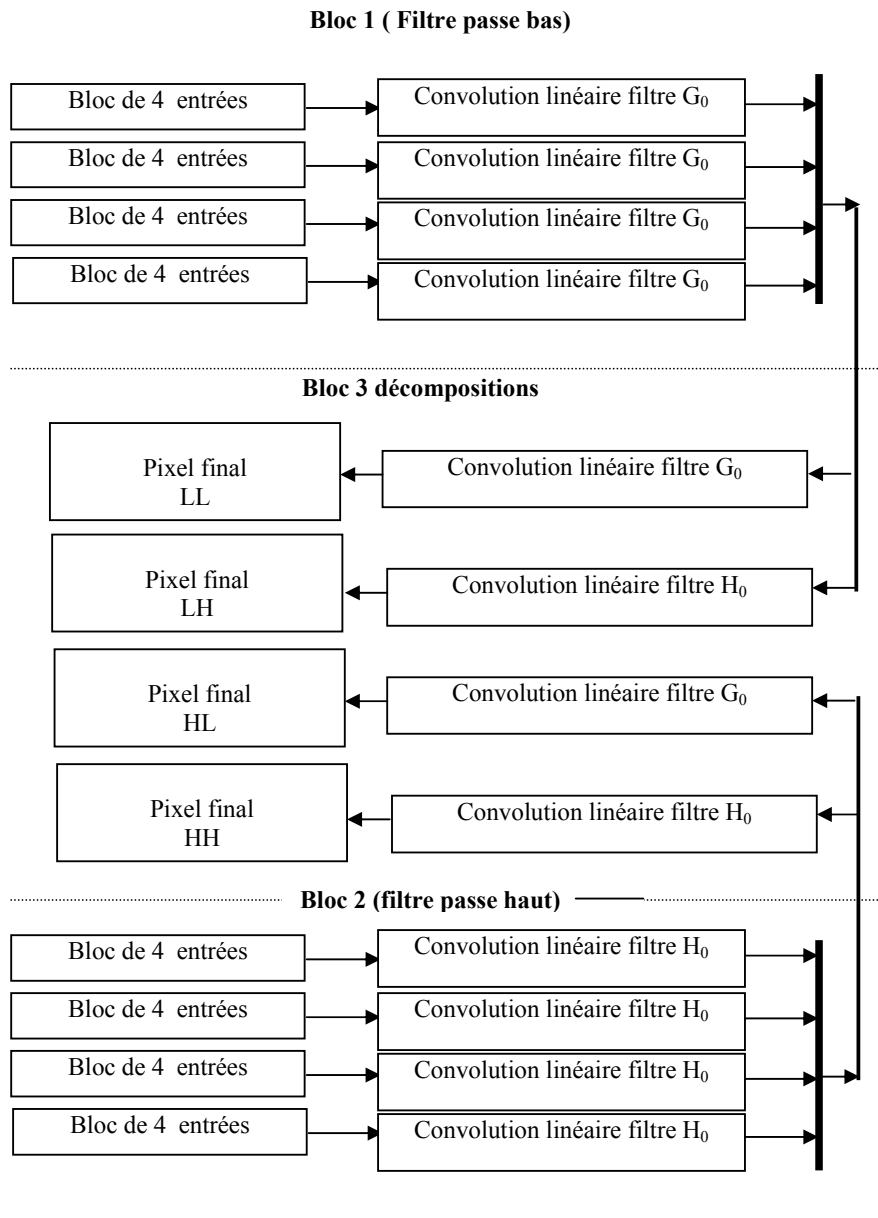 Bloc 1 ( Filtre passe bas)
Bloc de 4 entrées
Convolution linéaire filtre G₀
Bloc de 4 entrées
Convolution linéaire filtre G₀
Bloc de 4 entrées
Convolution linéaire filtre G₀
Bloc de 4 entrées
Convolution linéaire filtre G₀
Bloc 3 décompositions
Pixel final
LL
Convolution linéaire filtre G₀
Pixel final
LH
Convolution linéaire filtre H₀
Pixel final
HL
Convolution linéaire filtre G₀
Pixel final
HH
Convolution linéaire filtre H₀
Bloc 2 (filtre passe haut)
Bloc de 4 entrées
Convolution linéaire filtre H₀
Bloc de 4 entrées
Convolution linéaire filtre H₀
Bloc de 4 entrées
Convolution linéaire filtre H₀
Bloc de 4 entrées
Convolution linéaire filtre H₀